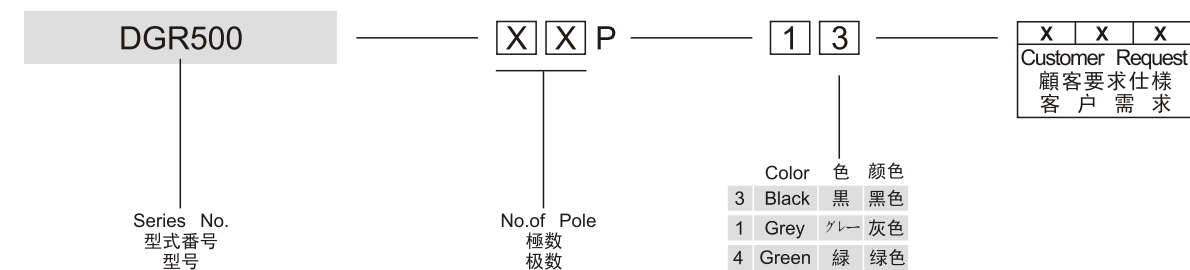 DGR500 XXP 13 X X X
Customer Request
顧客要求仕様
客户需求
Series No.
型式番号
型号
No.of Pole
極数
极数
Color 色 颜色
3 Black 黒 黑色
1 Grey グレー 灰色
4 Green 緑 绿色